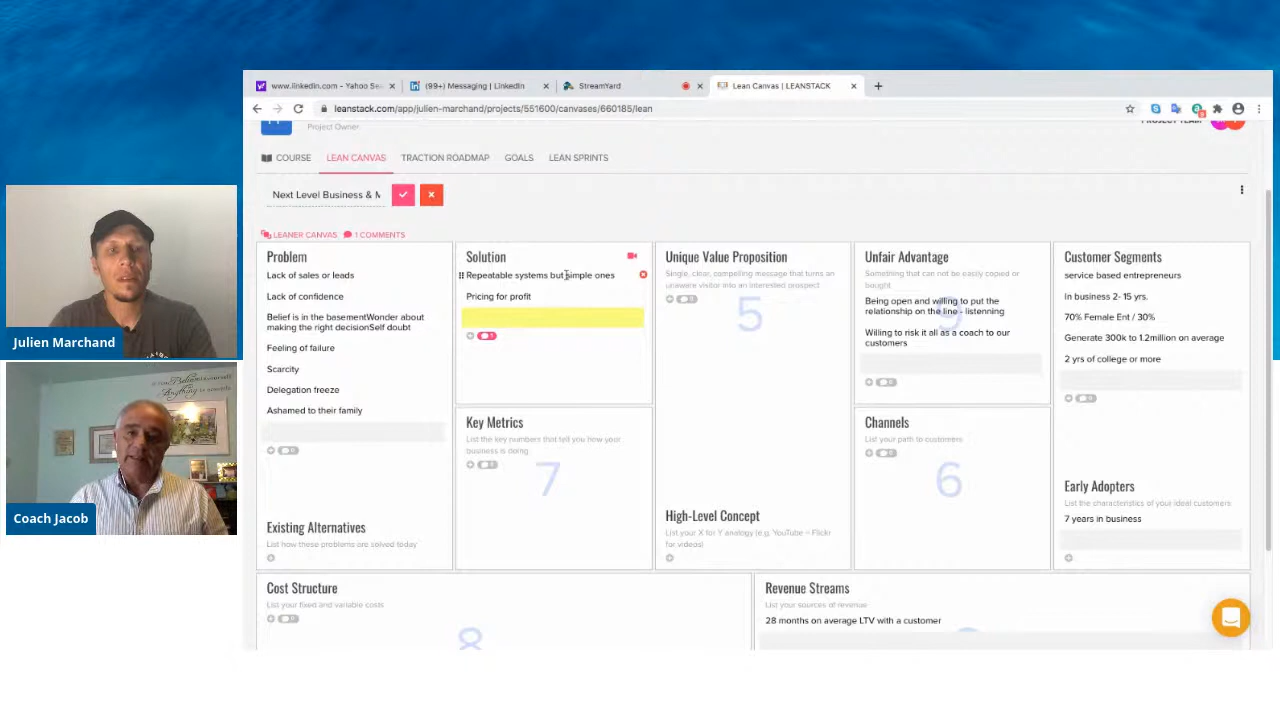 www.linkedin.com - Yahoo Se
(99+) Messaging | LinkedIn
StreamYard
Lean Canvas | LEANSTACK
leanstack.com/app/julien-marchand/projects/551600/canvases/660185/lean
Project Owner
PROJECT TEAM
COURSE
LEAN CANVAS
TRACTION ROADMAP
GOALS
LEAN SPRINTS
Next Level Business & M
LEANER CANVAS
1 COMMENTS
Problem
Lack of sales or leads
Lack of confidence
Belief is in the basementWonder about
making the right decisionSelf doubt
Feeling of failure
Scarcity
Delegation freeze
Ashamed to their family
Existing Alternatives
List how these problems are solved today
Solution
Repeatable systems but simple ones
Pricing for profit
Key Metrics
List the key numbers that tell you how your
business is doing
7
Unique Value Proposition
Single, clear, compelling message that turns an
unaware visitor into an interested prospect
5
High-Level Concept
List your X for Y analogy (e.g. YouTube = Flickr
for videos)
Unfair Advantage
Something that can not be easily copied or
bought
Being open and willing to put the
relationship on the line - listenning
Willing to risk it all as a coach to our
customers
9
Channels
List your path to customers
6
Customer Segments
service based entrepreneurs
In business 2- 15 yrs.
70% Female Ent / 30%
Generate 300k to 1.2million on average
2 yrs of college or more
Early Adopters
List the characteristics of your ideal customers
7 years in business
Cost Structure
List your fixed and variable costs
8
Revenue Streams
List your sources of revenue
28 months on average LTV with a customer
Julien Marchand
Coach Jacob